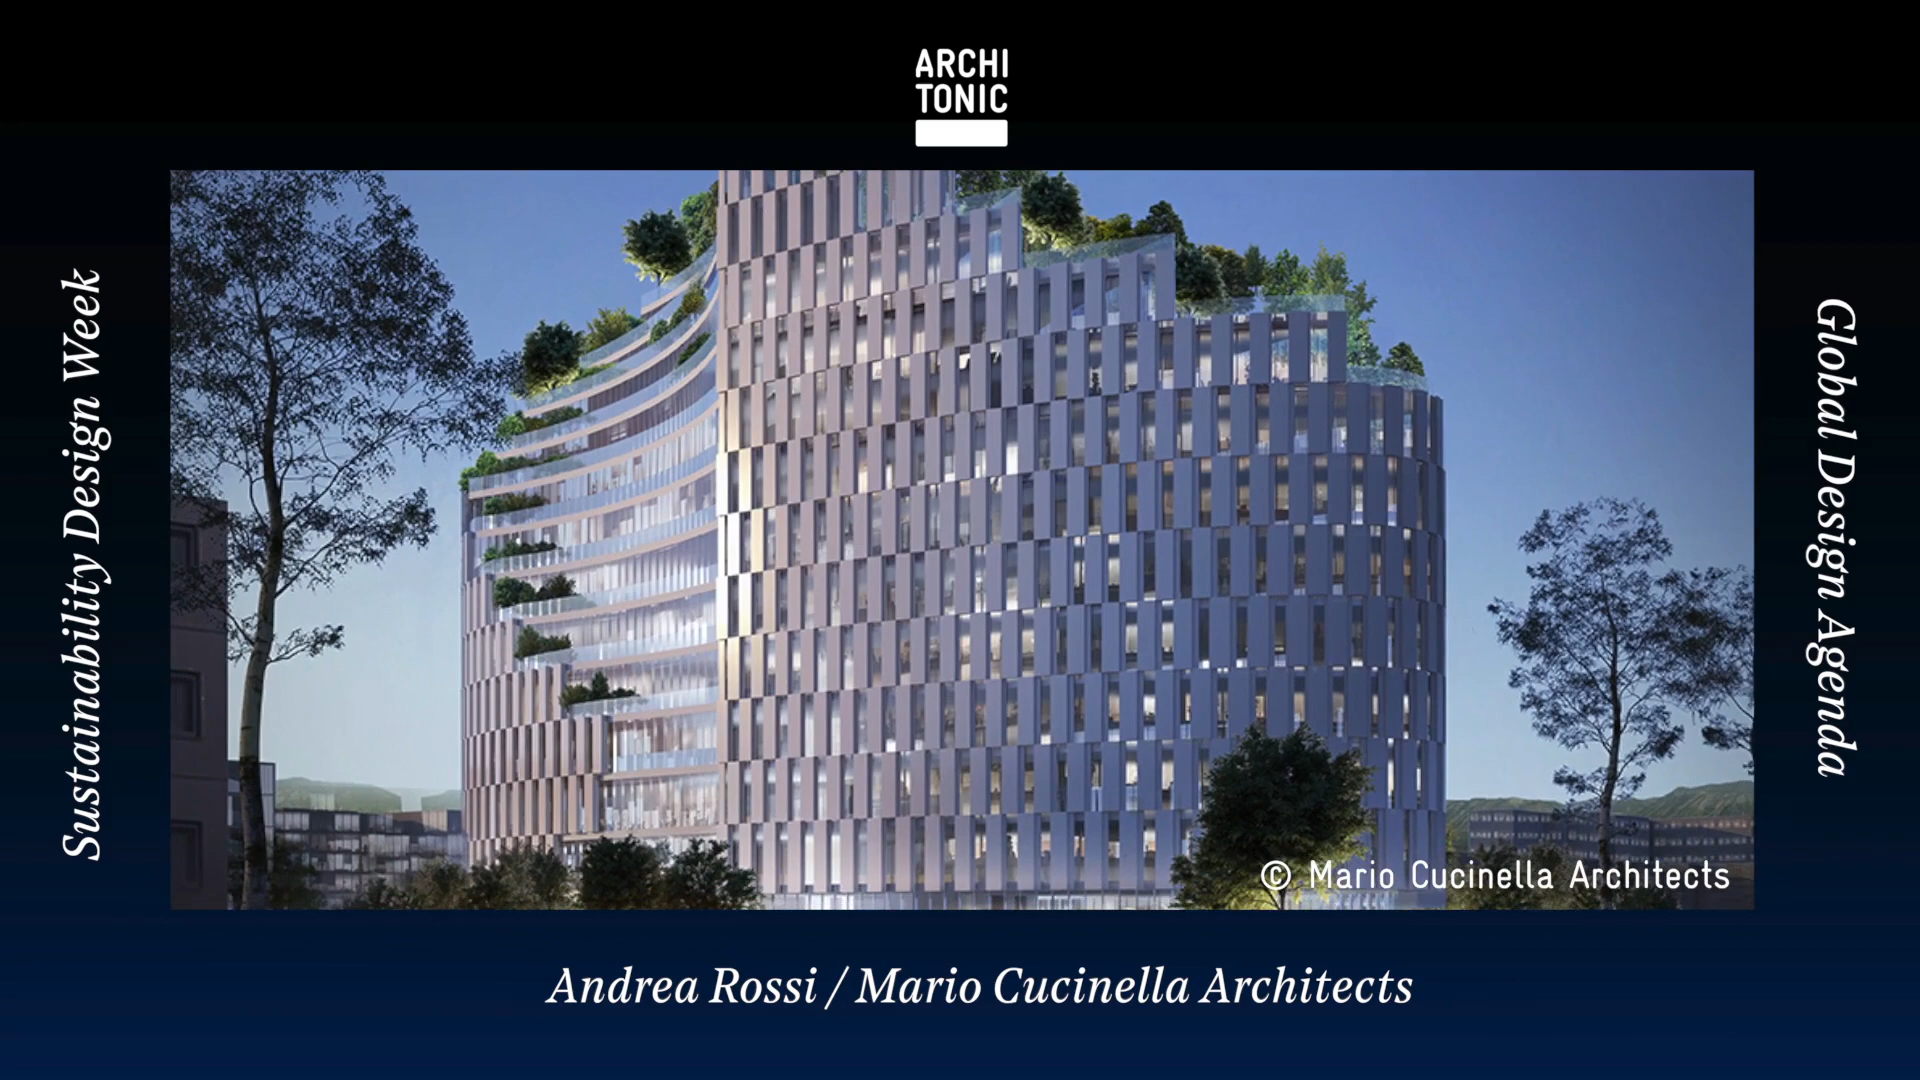 ARCHI
TONIC
Sustainability Design Week
Global Design Agenda
© Mario Cucinella Architects
Andrea Rossi / Mario Cucinella Architects